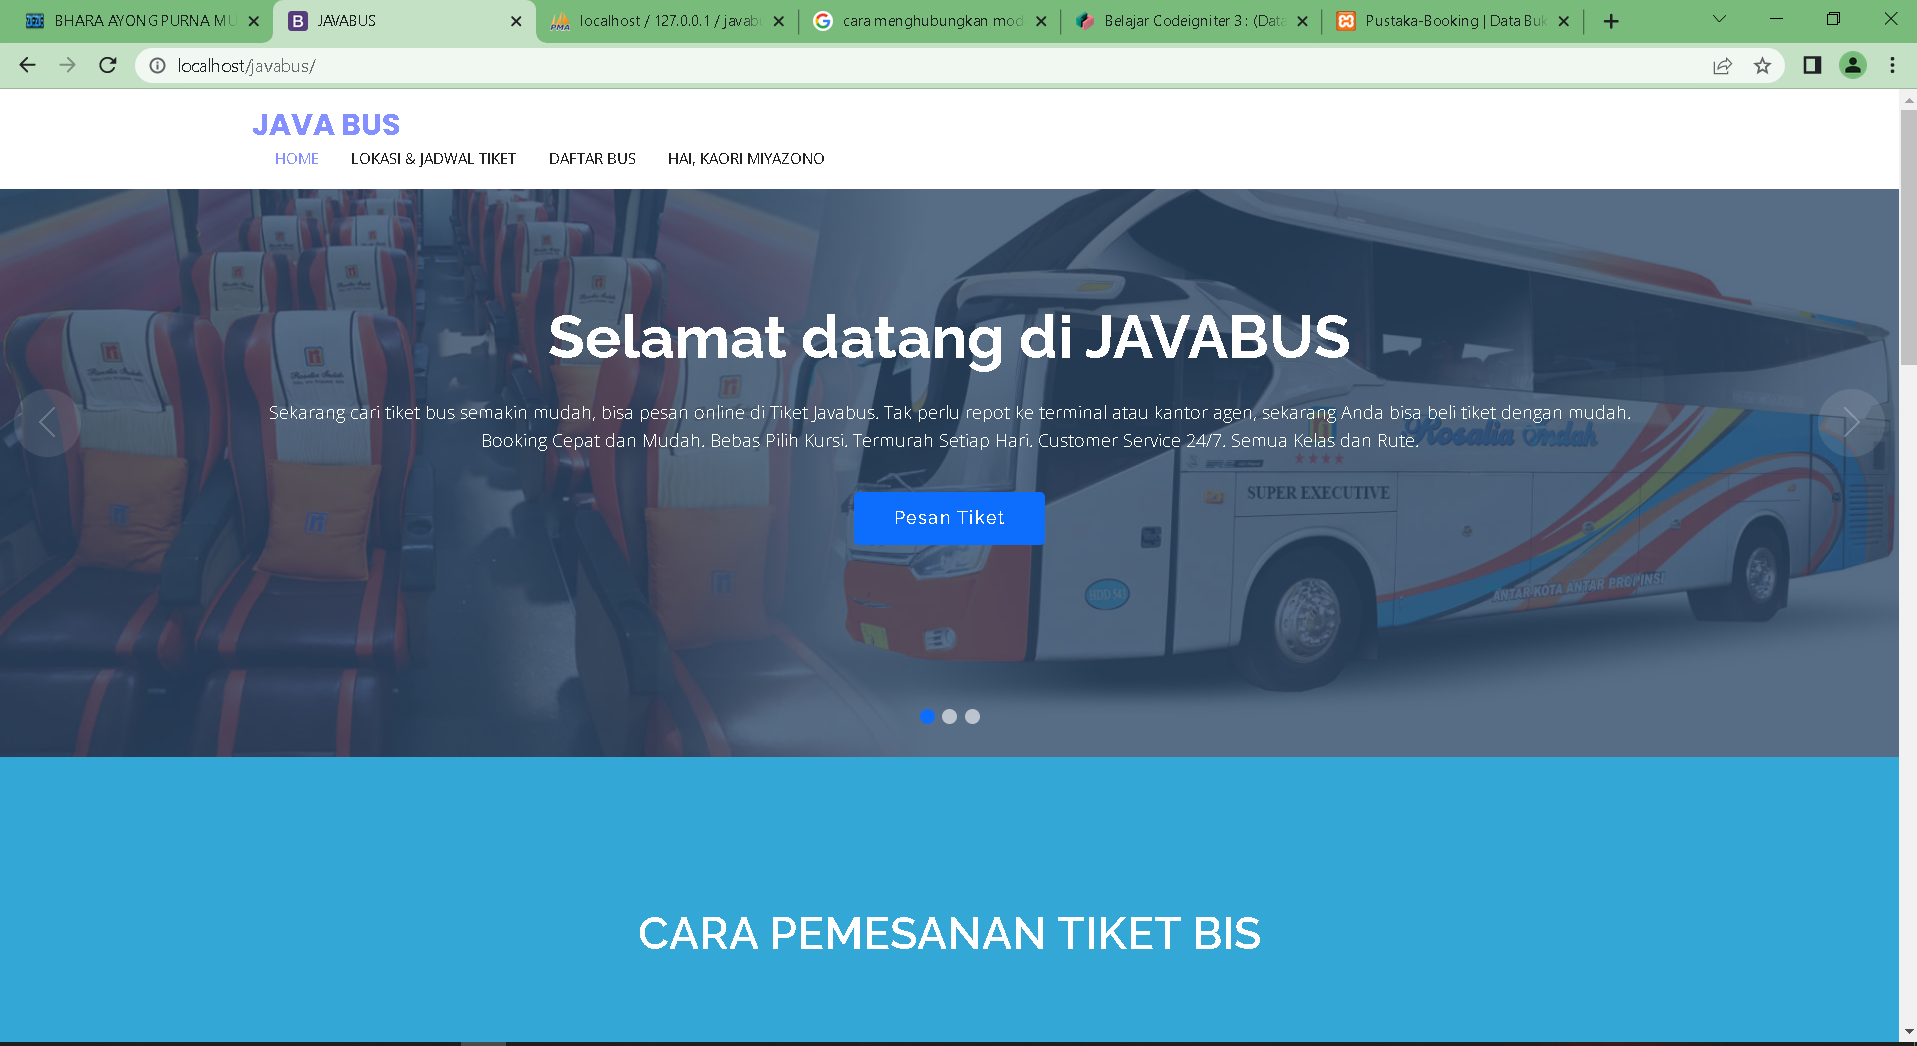 BHARA AYONG PURNA MU
JAVABUS
localhost / 127.0.0.1 / javabu
cara menghubungkan mod
Belajar Codeigniter 3 : (Data
Pustaka-Booking | Data Buk
localhost/javabus/
JAVA BUS
HOME
LOKASI & JADWAL TIKET
DAFTAR BUS
HAI, KAORI MIYAZONO
Selamat datang di JAVABUS
Sekarang cari tiket bus semakin mudah, bisa pesan online di Tiket Javabus. Tak perlu repot ke terminal atau kantor agen, sekarang Anda bisa beli tiket dengan mudah.
Booking Cepat dan Mudah. Bebas Pilih Kursi. Termurah Setiap Hari. Customer Service 24/7. Semua Kelas dan Rute.
Rosalia Indah
SUPER EXECUTIVE
Pesan Tiket
HDD 543
ANTAR KOTA ANTAR PROPINSI
CARA PEMESANAN TIKET BIS